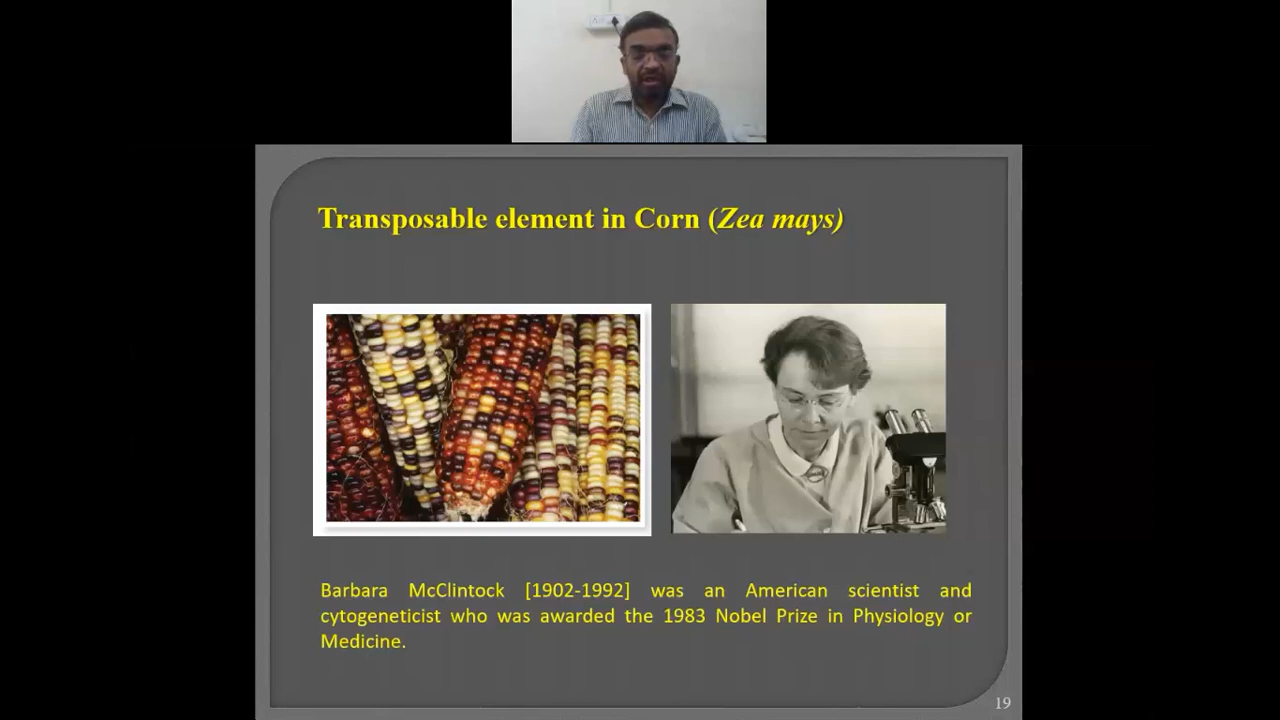 Transposable element in Corn (Zea mays)
Barbara McClintock [1902-1992] was an American scientist and
cytogeneticist who was awarded the 1983 Nobel Prize in Physiology or
Medicine.
19